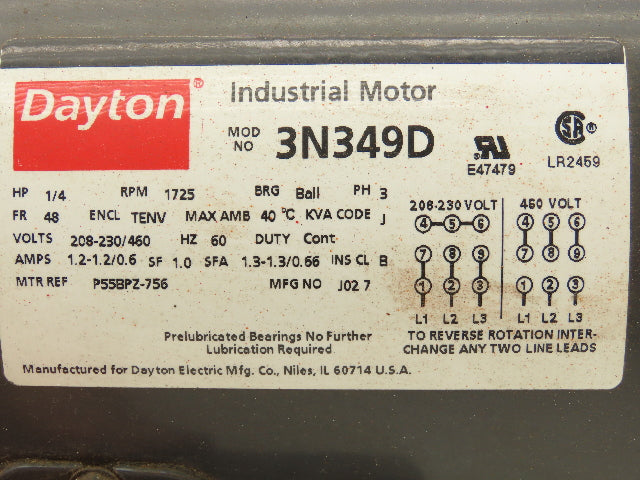 Dayton®
Industrial Motor
MOD NO 3N349D
E47479
LR2459
HP 1/4 RPM 1725 BRG Ball PH 3
FR 48 ENCL TENV MAX AMB 40 °C KVA CODE J
VOLTS 208-230/460 HZ 60 DUTY Cont
AMPS 1.2-1.2/0.6 SF 1.0 SFA 1.3-1.3/0.66 INS CL B
MTR REF P55BPZ-756 MFG NO J02 7
208-230 VOLT 460 VOLT
4 5 6 4 5 6
7 8 9 7 8 9
1 2 3 1 2 3
L1 L2 L3 L1 L2 L3
Prelubricated Bearings No Further
Lubrication Required
TO REVERSE ROTATION INTER-
CHANGE ANY TWO LINE LEADS
Manufactured for Dayton Electric Mfg. Co., Niles, IL 60714 U.S.A.